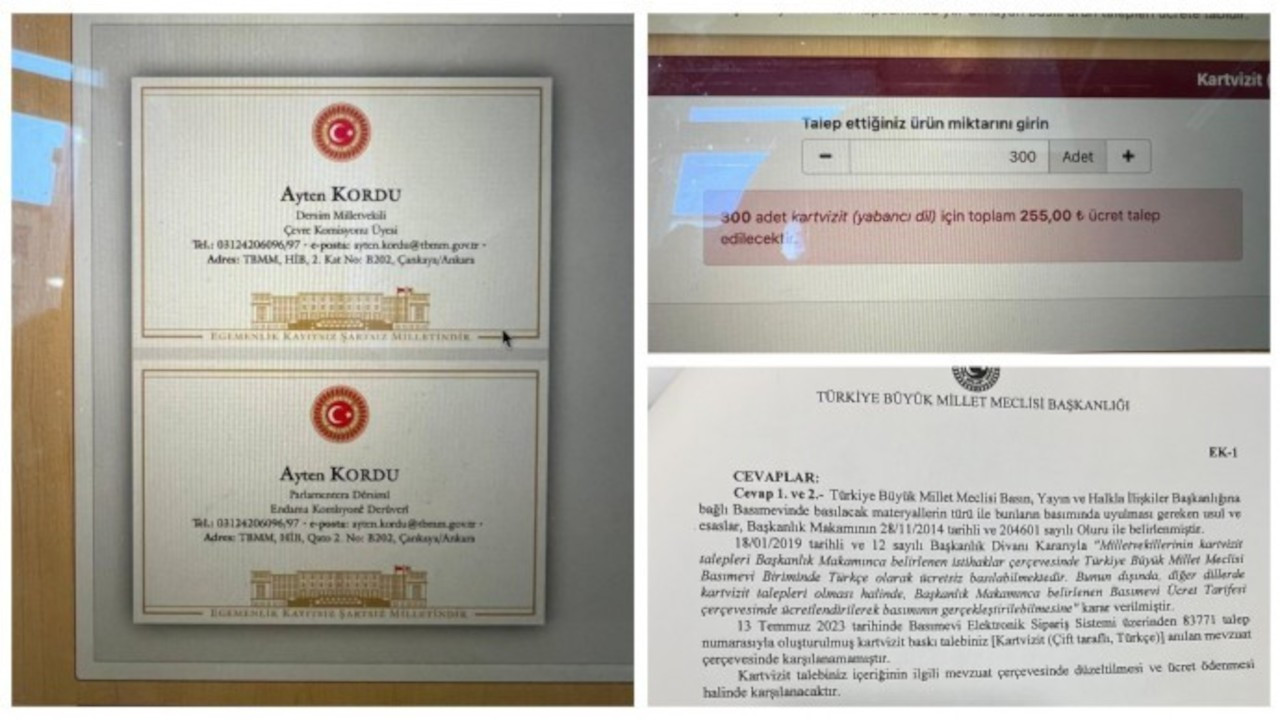 Ayten KORDU
Dersim Milletvekili
Çevre Komisyonu Üyesi
Tel.: 03124206096/97 - e-posta: ayten.kordu@tbmm.gov.tr -
Adres: TBMM, HİB, 2. Kat No: B202, Çankaya/Ankara
EGEMENLİK KAYITSIZ ŞARTSIZ MİLLETİNDİR
Ayten KORDU
Parlamentera Dêrsimî
Endama Komîsyonê
Tel.: 03124206096/97 - e-posta: ayten.kordu@tbmm.gov.tr -
Adres: TBMM, HİB, Qato 2. No: B202, Çankaya/Ankara
EGEMENLİK KAYITSIZ ŞARTSIZ MİLLETİNDİR
Kartvizit (
Talep ettiğiniz ürün miktarını girin
− 300 Adet +
300 adet kartvizit (yabancı dil) için toplam 255,00 ₺ ücret talep
edilecektir.
TÜRKİYE BÜYÜK MİLLET MECLİSİ BAŞKANLIĞI
EK-1
CEVAPLAR:
Cevap 1. ve 2.- Türkiye Büyük Millet Meclisi Basın, Yayın ve Halkla İlişkiler Başkanlığına
bağlı Basımevinde basılacak materyallerin türü ile bunların basımında uyulması gereken usul ve
esaslar, Başkanlık Makamının 28/11/2014 tarihli ve 204601 sayılı Oluru ile belirlenmiştir.
18/01/2019 tarihli ve 12 sayılı Başkanlık Divanı Kararıyla "Milletvekillerinin kartvizit
talepleri Başkanlık Makamınca belirlenen istihkaklar çerçevesinde Türkiye Büyük Millet Meclisi
Basımevi Biriminde Türkçe olarak ücretsiz basılabilmektedir. Bunun dışında, diğer dillerde
kartvizit talepleri olması halinde, Başkanlık Makamınca belirlenen Basımevi Ücret Tarifesi
çerçevesinde ücretlendirilerek basımının gerçekleştirilebilmesine" karar verilmiştir.
13 Temmuz 2023 tarihinde Basımevi Elektronik Sipariş Sistemi üzerinden 83771 talep
numarasıyla oluşturulmuş kartvizit baskı talebiniz [Kartvizit (Çift taraflı, Türkçe)] anılan mevzuat
çerçevesinde karşılanamamıştır.
Kartvizit talebiniz içeriğinin ilgili mevzuat çerçevesinde düzeltilmesi ve ücret ödenmesi
halinde karşılanacaktır.